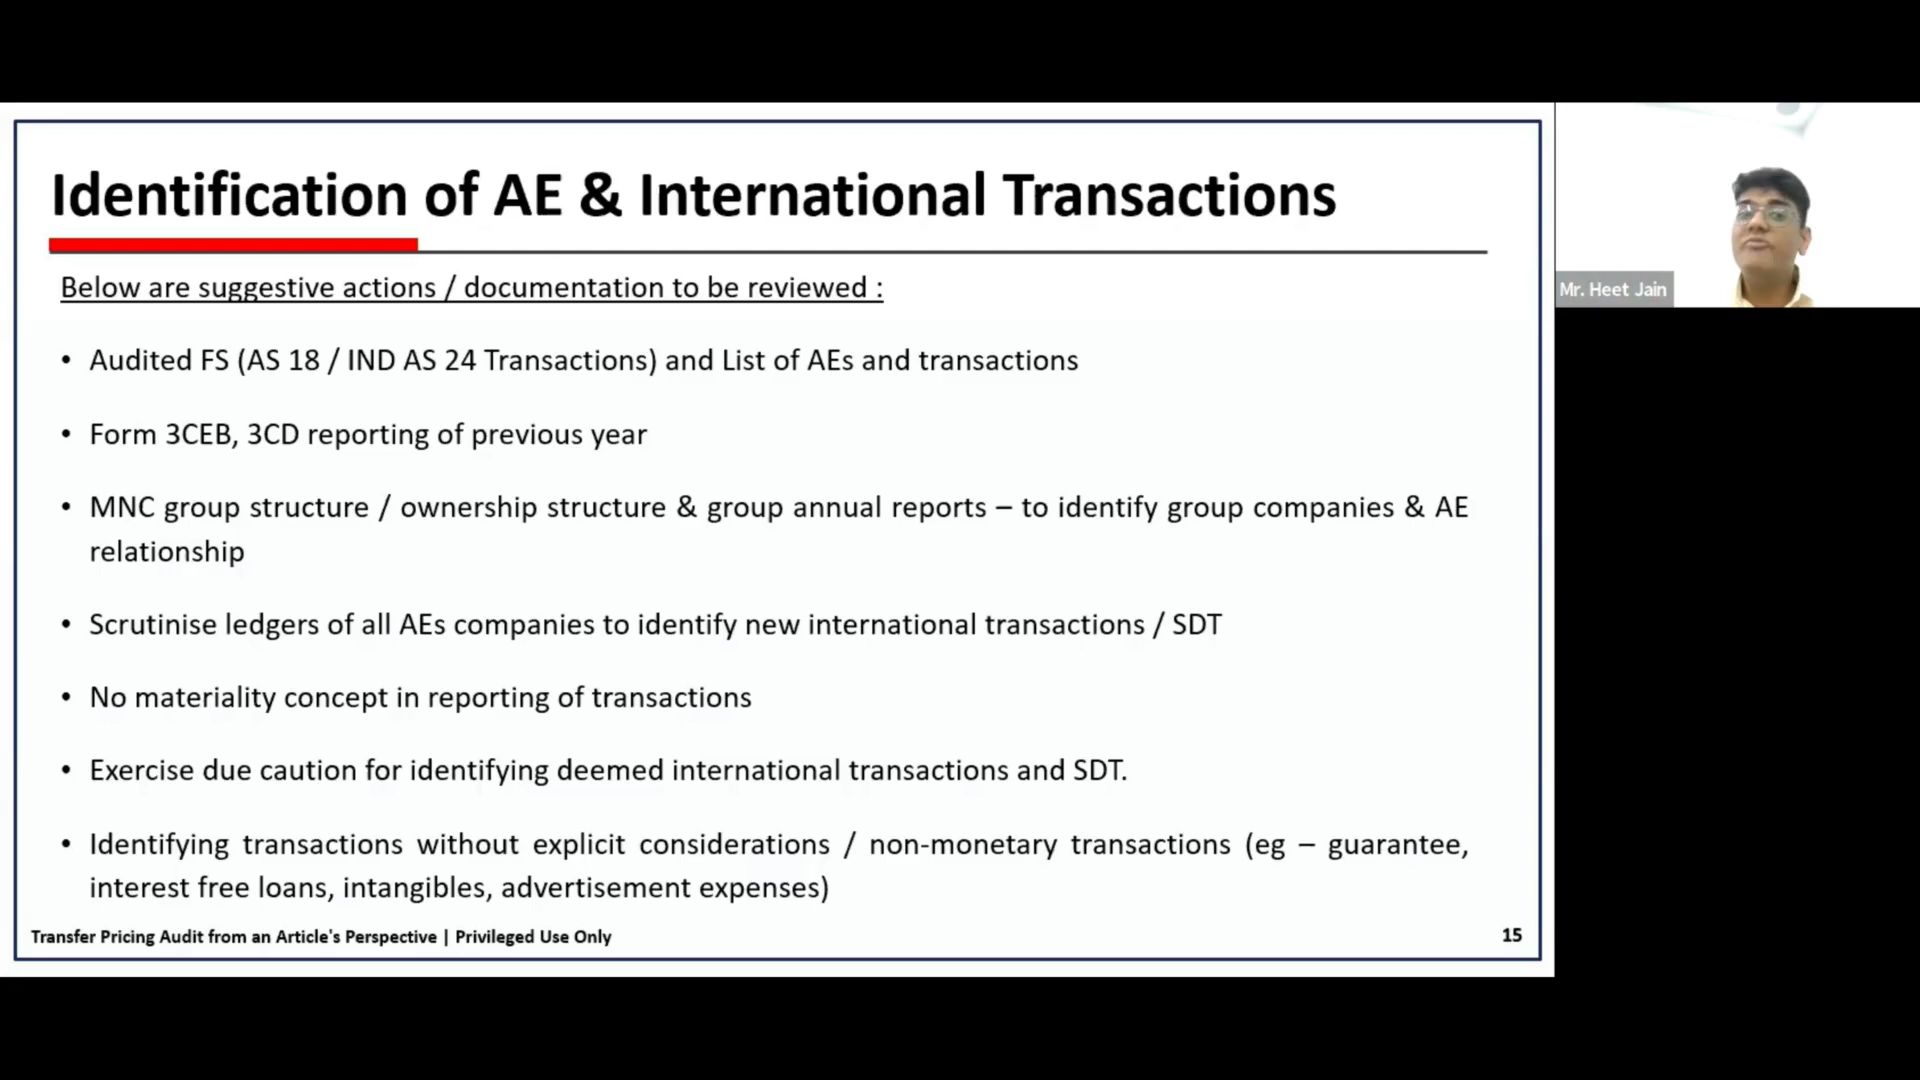 Identification of AE & International Transactions
Below are suggestive actions / documentation to be reviewed :
• Audited FS (AS 18 / IND AS 24 Transactions) and List of AEs and transactions
• Form 3CEB, 3CD reporting of previous year
• MNC group structure / ownership structure & group annual reports – to identify group companies & AE
relationship
• Scrutinise ledgers of all AEs companies to identify new international transactions / SDT
• No materiality concept in reporting of transactions
• Exercise due caution for identifying deemed international transactions and SDT.
• Identifying transactions without explicit considerations / non-monetary transactions (eg – guarantee,
interest free loans, intangibles, advertisement expenses)
Transfer Pricing Audit from an Article's Perspective | Privileged Use Only
15
Mr. Heet Jain